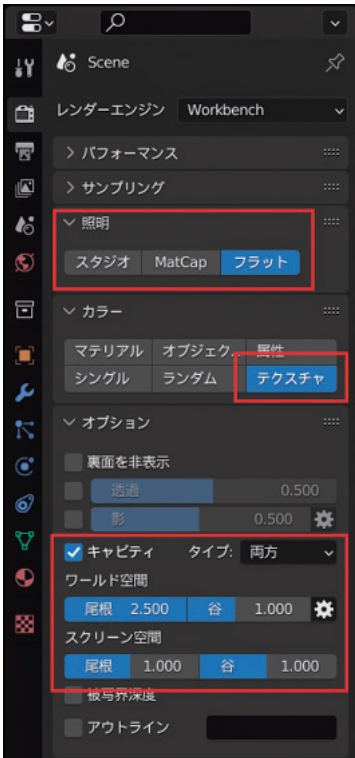 Scene
レンダーエンジン Workbench
パフォーマンス
サンプリング
照明
スタジオ MatCap フラット
カラー
マテリアル オブジェク... 属性
シングル ランダム テクスチャ
オプション
裏面を非表示
透過 0.500
影 0.500
キャビティ タイプ: 両方
ワールド空間
尾根 2.500 谷 1.000
スクリーン空間
尾根 1.000 谷 1.000
被写界深度
アウトライン